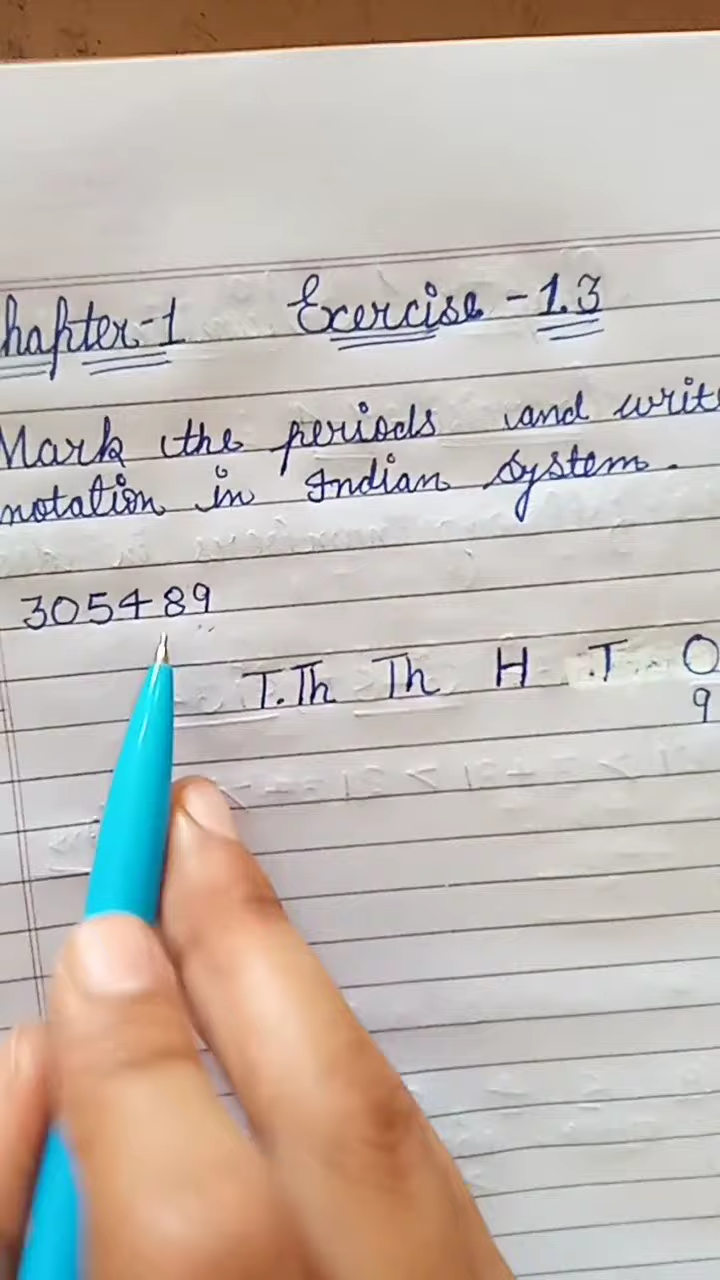 hapter-1 Exercise - 1.3
Mark the periods and writ
notation in Indian System.
305489
T.Th Th H T O
9